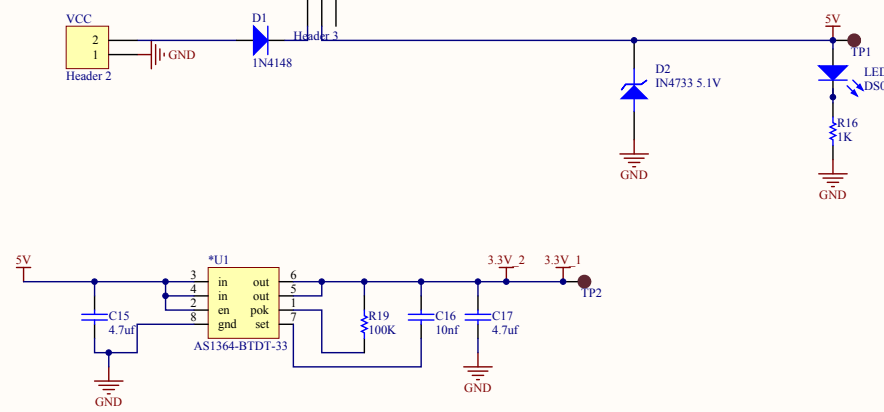 VCC
2
1
Header 2
GND
D1
1N4148
Header 3
D2
IN4733 5.1V
GND
5V
TP1
LED
DS0
R16
1K
GND
5V
C15
4.7uf
GND
*U1
3 in out 6
4 in out 5
2 en pok 1
8 gnd set 7
AS1364-BTDT-33
R19
100K
C16
10nf
C17
4.7uf
GND
3.3V_2
3.3V_1
TP2